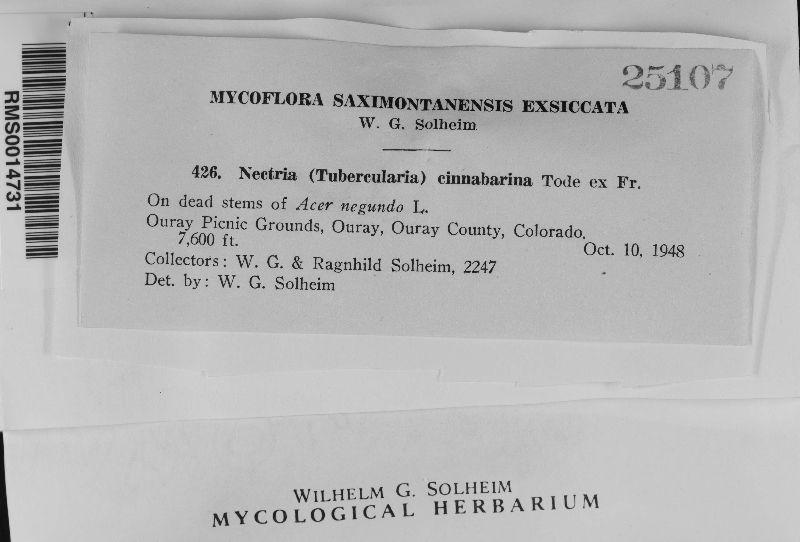 25107
MYCOFLORA SAXIMONTANENSIS EXSICCATA
W. G. Solheim
426. Nectria (Tubercularia) cinnabarina Tode ex Fr.
On dead stems of Acer negundo L.
Ouray Picnic Grounds, Ouray, Ouray County, Colorado.
7,600 ft.
Oct. 10, 1948
Collectors: W. G. & Ragnhild Solheim, 2247
Det. by: W. G. Solheim
RMS0014731
WILHELM G. SOLHEIM
MYCOLOGICAL HERBARIUM